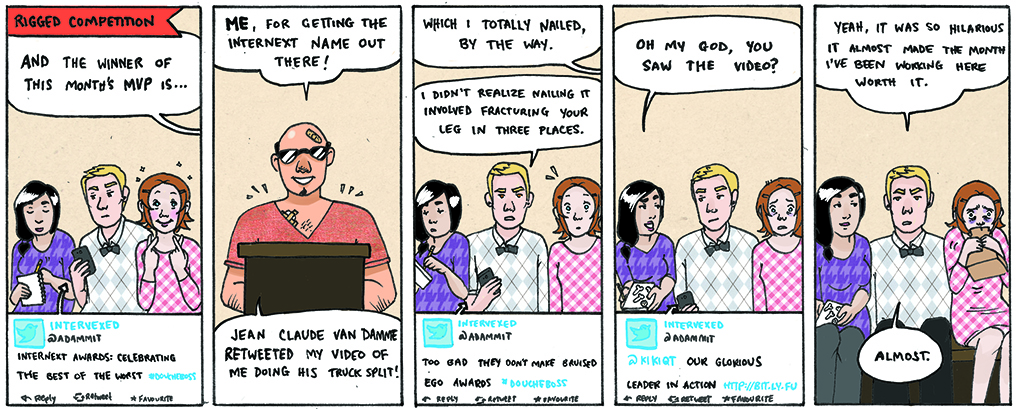 RIGGED COMPETITION
AND THE WINNER OF
THIS MONTH'S MVP IS...
INTERVEXED
@ADAMMIT
INTERNEXT AWARDS: CELEBRATING
THE BEST OF THE WORST #DOUCHEBOSS
Reply
RETWEET
FAVOURITE
ME, FOR GETTING THE
INTERNEXT NAME OUT
THERE!
JEAN CLAUDE VAN DAMME
RETWEETED MY VIDEO OF
ME DOING HIS TRUCK SPLIT!
WHICH I TOTALLY NAILED,
BY THE WAY.
I DIDN'T REALIZE NAILING IT
INVOLVED FRACTURING YOUR
LEG IN THREE PLACES.
INTERVEXED
@ADAMMIT
TOO BAD THEY DON'T MAKE BRUISED
EGO AWARDS #DOUCHEBOSS
REPLY
RETWEET
FAVOURITE
OH MY GOD, YOU
SAW THE VIDEO?
INTERVEXED
@ADAMMIT
@KIKIQT OUR GLORIOUS
LEADER IN ACTION HTTP://BIT.LY.FU
REPLY
RETWEET
FAVOURITE
YEAH, IT WAS SO HILARIOUS
IT ALMOST MADE THE MONTH
I'VE BEEN WORKING HERE
WORTH IT.
ALMOST.